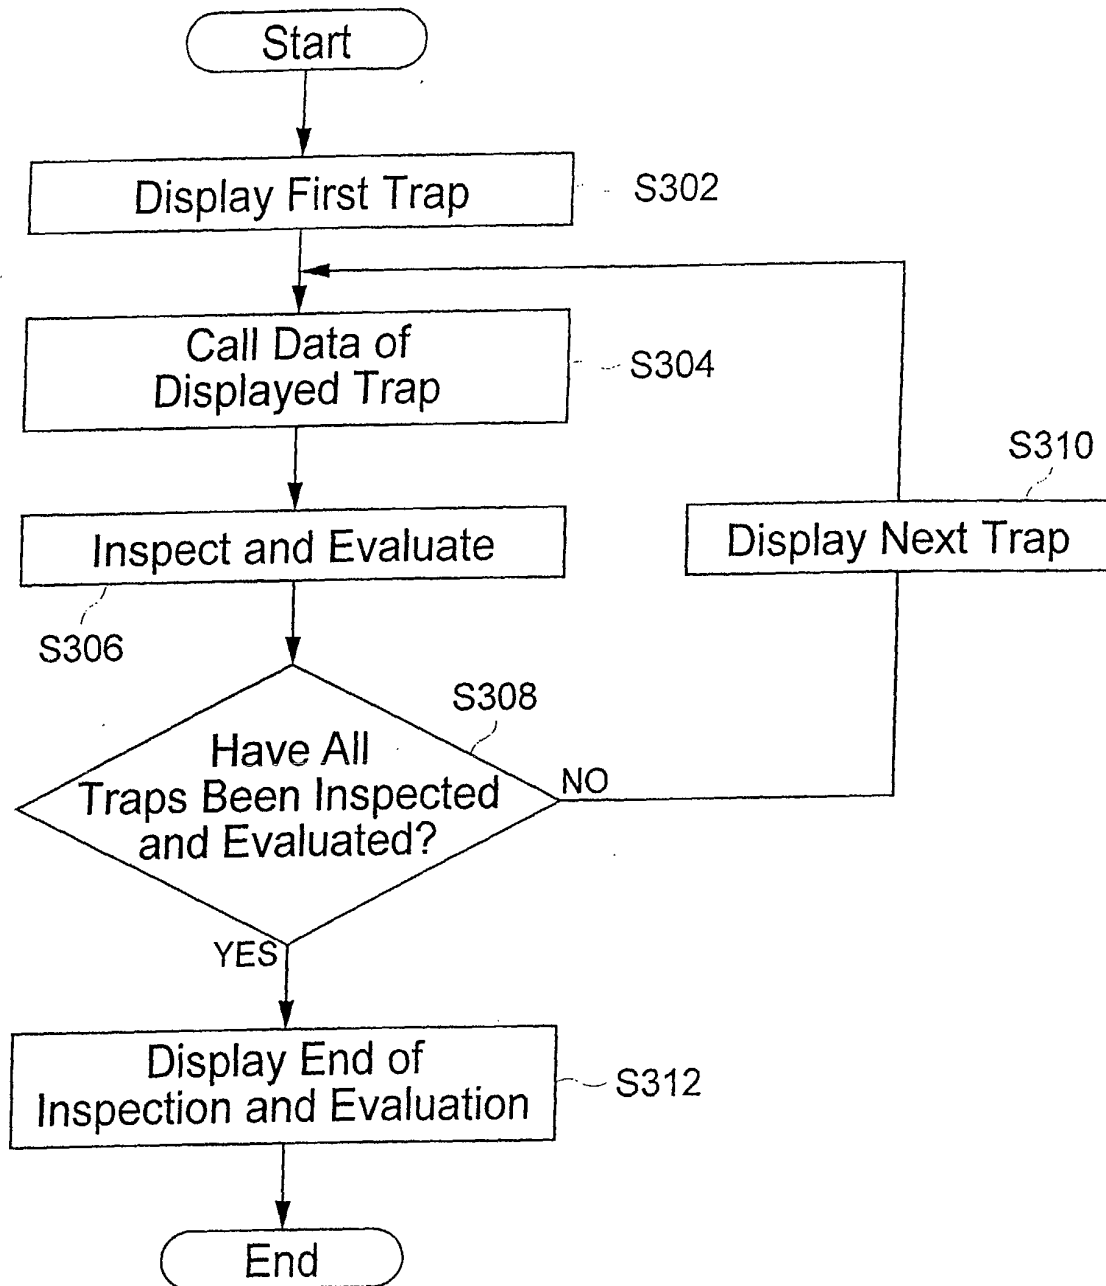 Start
Display First Trap
S302
Call Data of
Displayed Trap
S304
S310
Display Next Trap
Inspect and Evaluate
S306
S308
Have All
Traps Been Inspected
and Evaluated?
NO
YES
Display End of
Inspection and Evaluation
S312
End